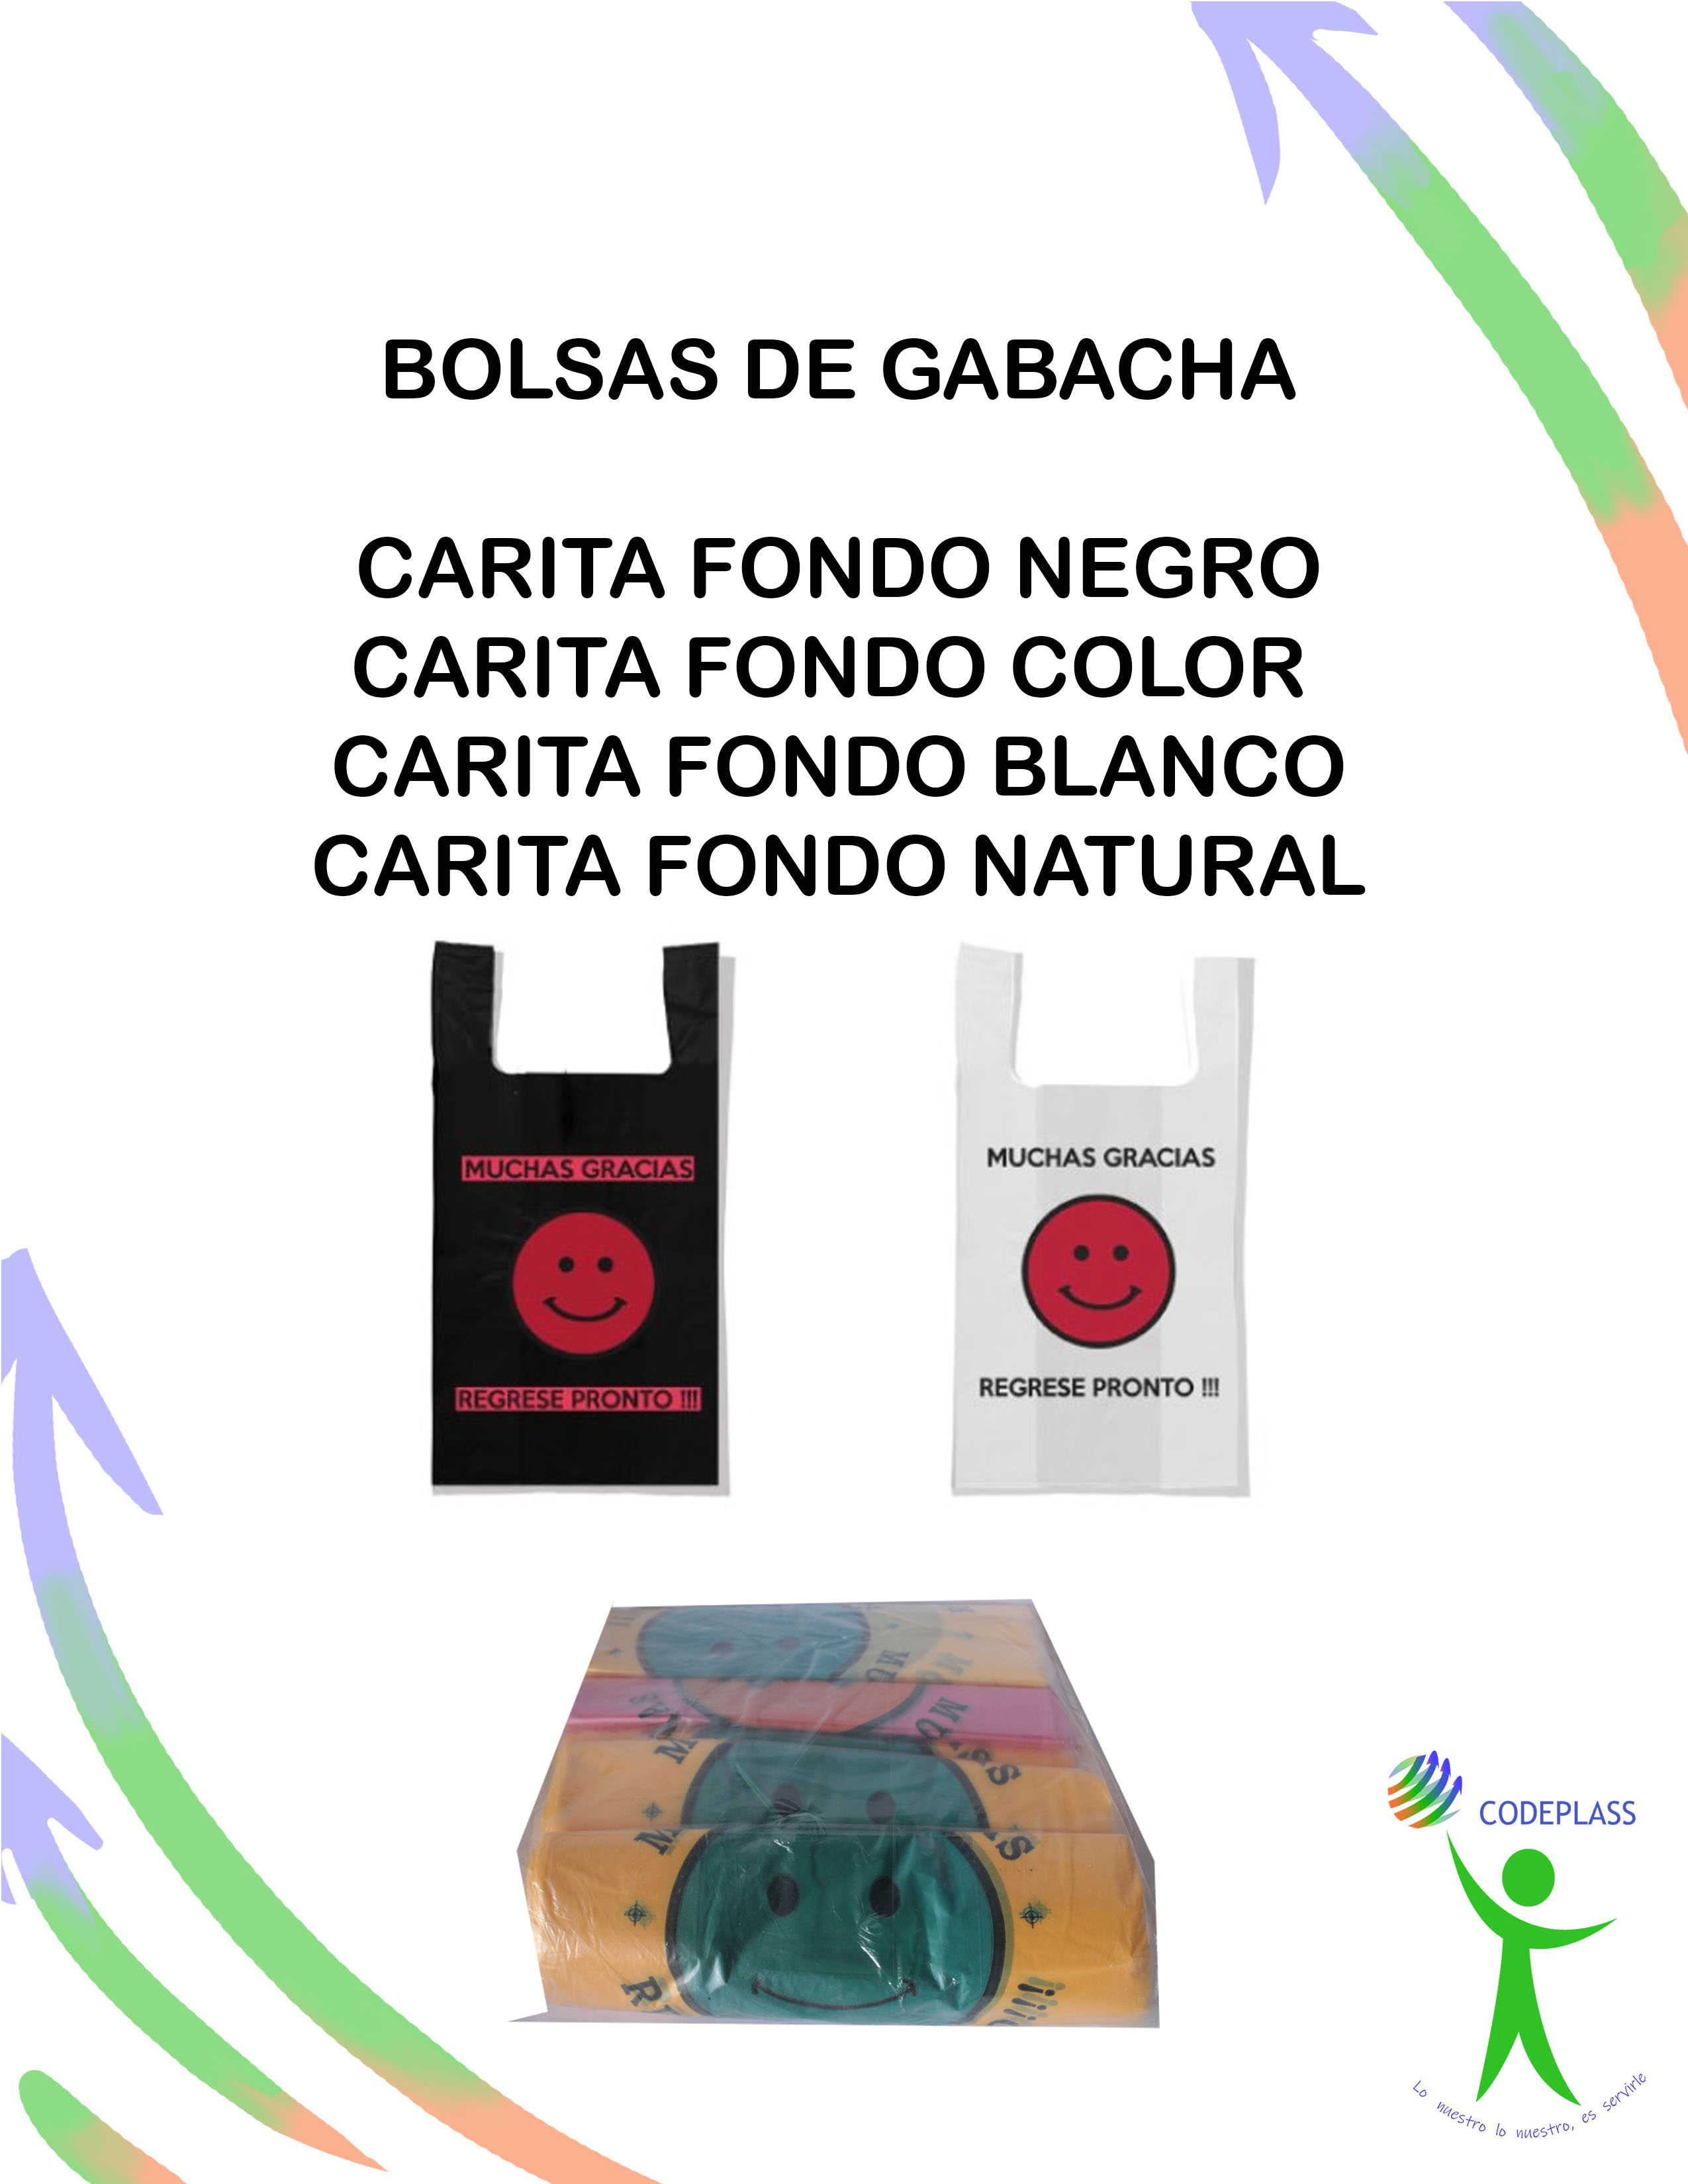 BOLSAS DE GABACHA
CARITA FONDO NEGRO
CARITA FONDO COLOR
CARITA FONDO BLANCO
CARITA FONDO NATURAL
MUCHAS GRACIAS
REGRESE PRONTO !!!
MUCHAS GRACIAS
REGRESE PRONTO !!!
CODEPLASS
Lo nuestro lo nuestro, es servirle